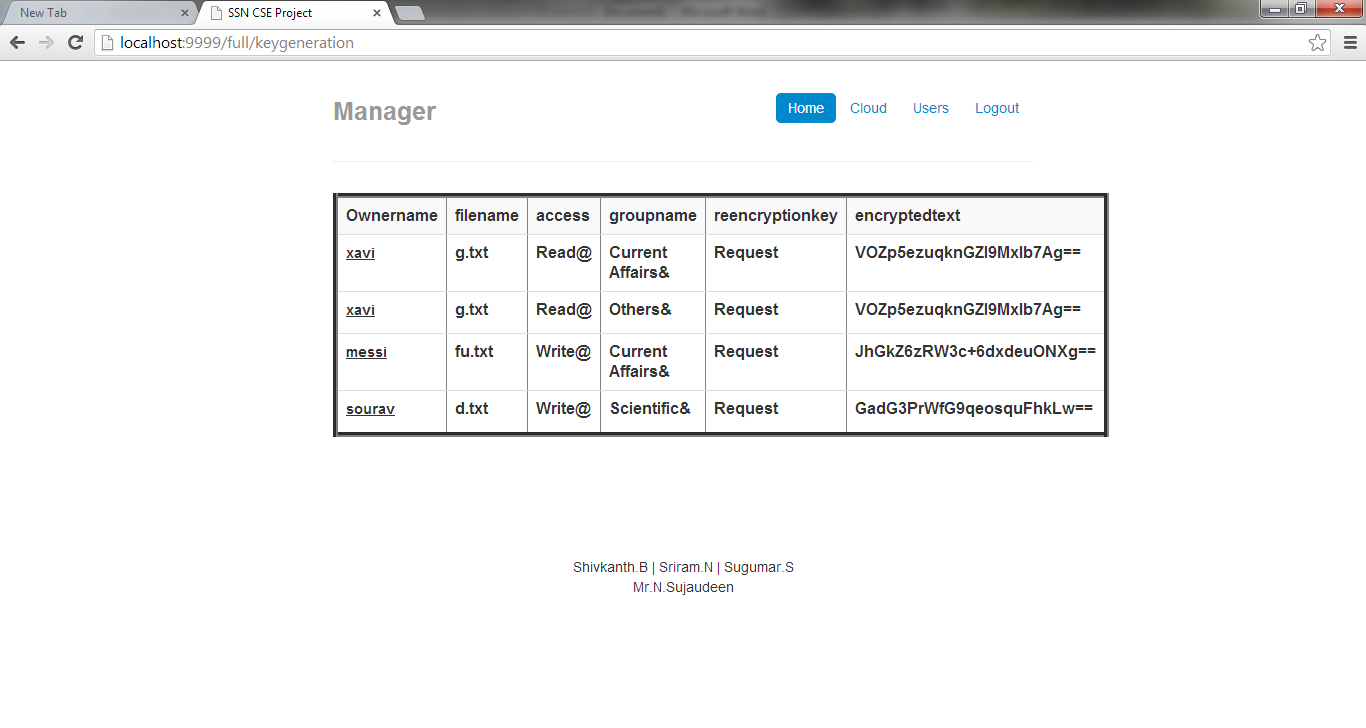 New Tab
SSN CSE Project
localhost:9999/full/keygeneration
Manager
Home Cloud Users Logout
Ownername filename access groupname reencryptionkey encryptedtext
xavi g.txt Read@ Current Request VOZp5ezuqknGZI9MxIb7Ag==
Affairs&
xavi g.txt Read@ Others& Request VOZp5ezuqknGZI9MxIb7Ag==
messi fu.txt Write@ Current Request JhGkZ6zRW3c+6dxdeuONXg==
Affairs&
sourav d.txt Write@ Scientific& Request GadG3PrWfG9qeosquFhkLw==
Shivkanth.B | Sriram.N | Sugumar.S
Mr.N.Sujaudeen